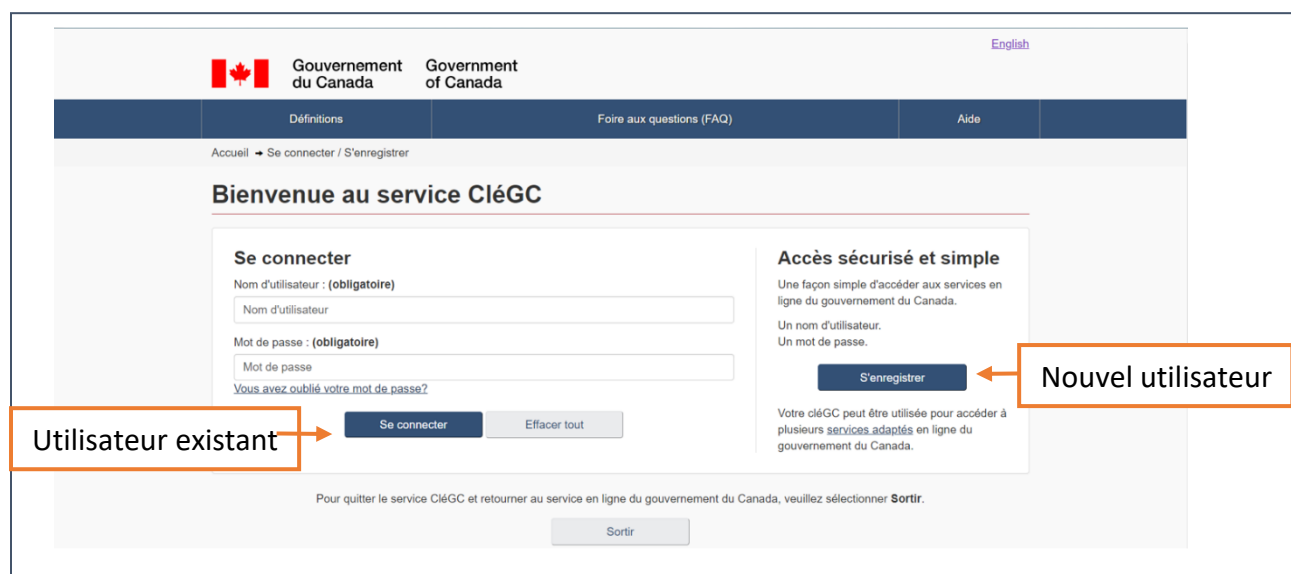 English
Gouvernement du Canada
Government of Canada
Définitions
Foire aux questions (FAQ)
Aide
Accueil ➔ Se connecter / S'enregistrer
Bienvenue au service CléGC
Se connecter
Nom d'utilisateur : (obligatoire)
Nom d'utilisateur
Mot de passe : (obligatoire)
Mot de passe
Vous avez oublié votre mot de passe?
Se connecter
Effacer tout
Utilisateur existant
Accès sécurisé et simple
Une façon simple d'accéder aux services en
ligne du gouvernement du Canada.
Un nom d'utilisateur.
Un mot de passe.
S'enregistrer
Nouvel utilisateur
Votre cléGC peut être utilisée pour accéder à
plusieurs services adaptés en ligne du
gouvernement du Canada.
Pour quitter le service CléGC et retourner au service en ligne du gouvernement du Canada, veuillez sélectionner Sortir.
Sortir